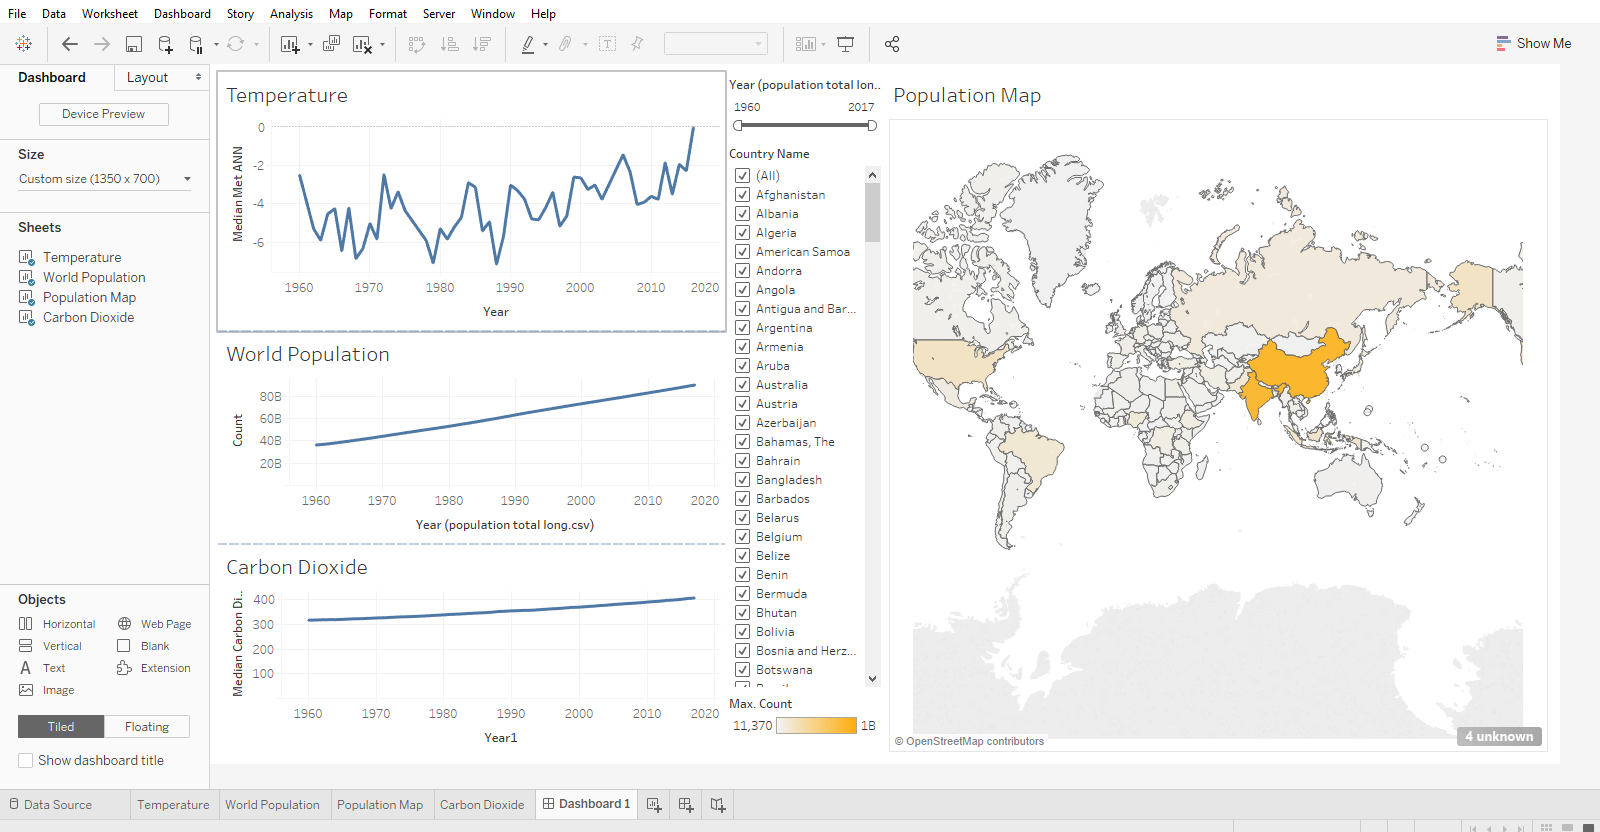 File Data Worksheet Dashboard Story Analysis Map Format Server Window Help
Show Me
Dashboard Layout
Device Preview
Size
Custom size (1350 x 700)
Sheets
Temperature
World Population
Population Map
Carbon Dioxide
Objects
Horizontal Web Page
Vertical Blank
Text Extension
Image
Tiled Floating
Show dashboard title
Temperature
Median Met ANN
0
-2
-4
-6
1960 1970 1980 1990 2000 2010 2020
Year
World Population
Count
80B
60B
40B
20B
1960 1970 1980 1990 2000 2010 2020
Year (population total long.csv)
Carbon Dioxide
Median Carbon Di..
400
300
200
100
1960 1970 1980 1990 2000 2010 2020
Year1
Year (population total lon..
1960 2017
Country Name
(All)
Afghanistan
Albania
Algeria
American Samoa
Andorra
Angola
Antigua and Bar...
Argentina
Armenia
Aruba
Australia
Austria
Azerbaijan
Bahamas, The
Bahrain
Bangladesh
Barbados
Belarus
Belgium
Belize
Benin
Bermuda
Bhutan
Bolivia
Bosnia and Herz...
Botswana
Max. Count
11,370 1B
Population Map
© OpenStreetMap contributors
4 unknown
Data Source Temperature World Population Population Map Carbon Dioxide Dashboard 1